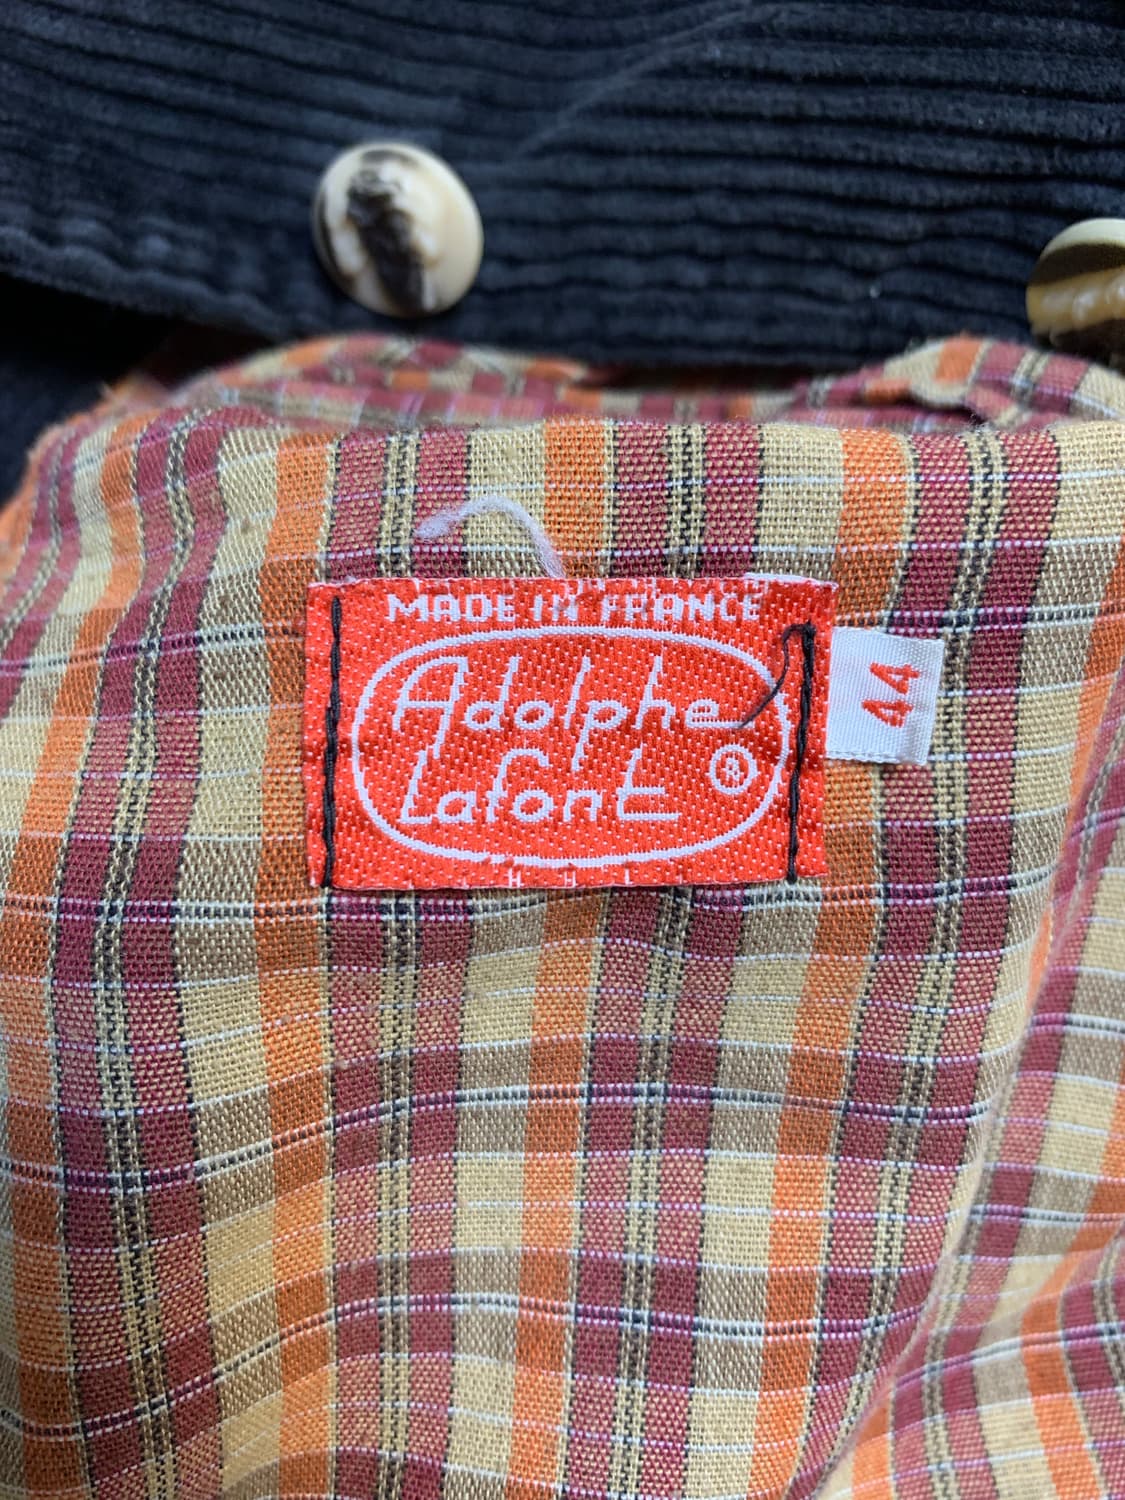 MADE IN FRANCE
Adolphe
Lafont ®
44